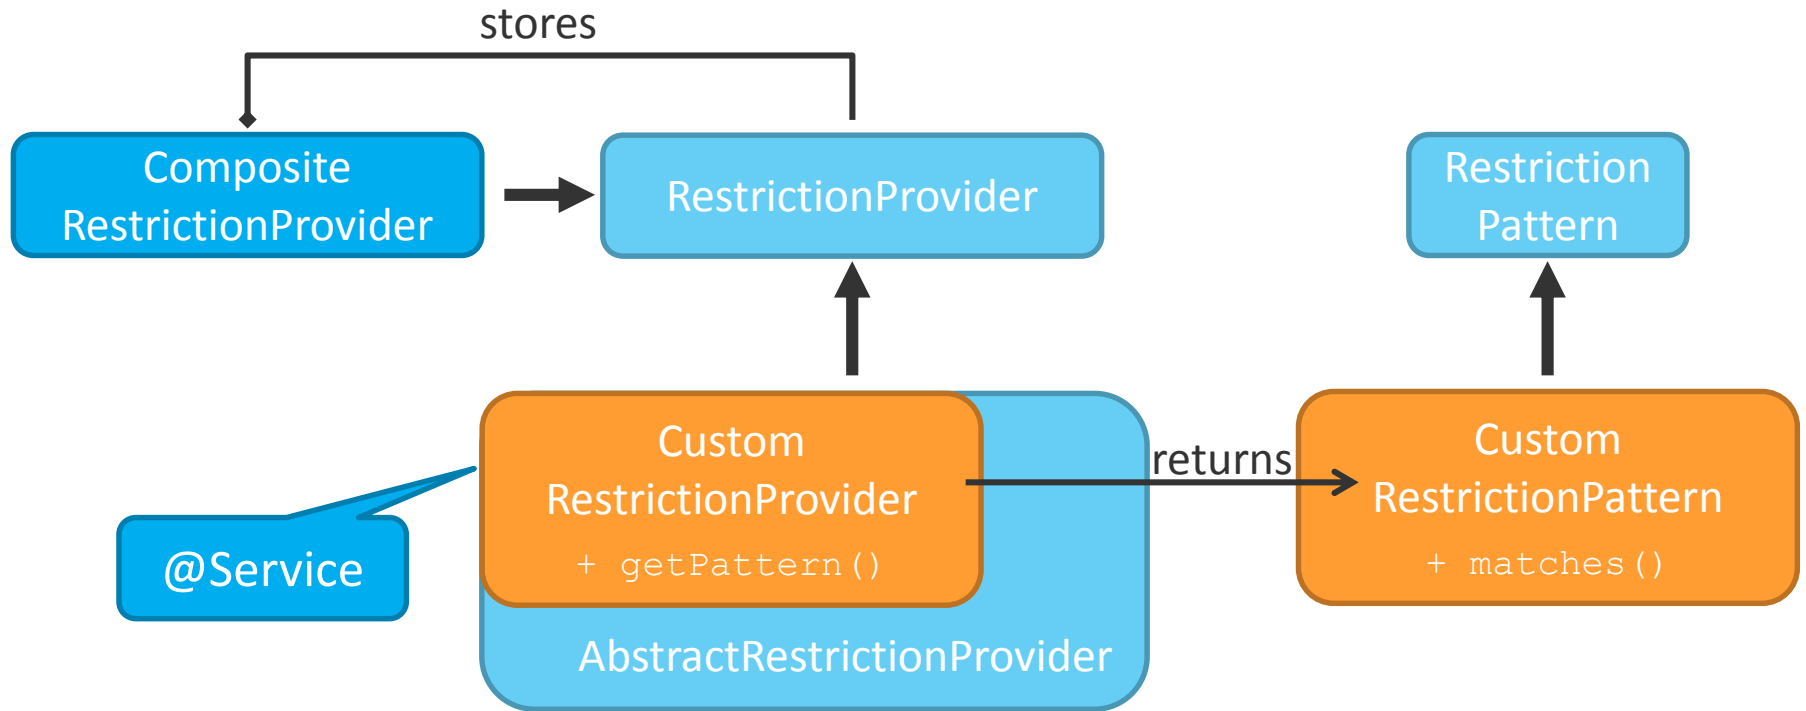 stores
Composite
RestrictionProvider
RestrictionProvider
Restriction
Pattern
Custom
RestrictionProvider
+ getPattern()
returns
Custom
RestrictionPattern
+ matches()
@Service
AbstractRestrictionProvider